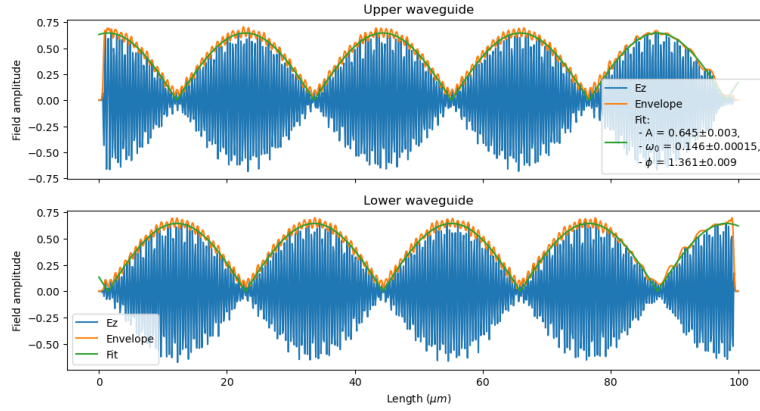 Upper waveguide
Field amplitude
0.75
0.50
0.25
0.00
−0.25
−0.50
−0.75
Ez
Envelope
Fit:
- A = 0.645±0.003,
- ω₀ = 0.146±0.00015,
- ϕ = 1.361±0.009
Lower waveguide
Field amplitude
0.75
0.50
0.25
0.00
−0.25
−0.50
Ez
Envelope
Fit
0 20 40 60 80 100
Length (μm)